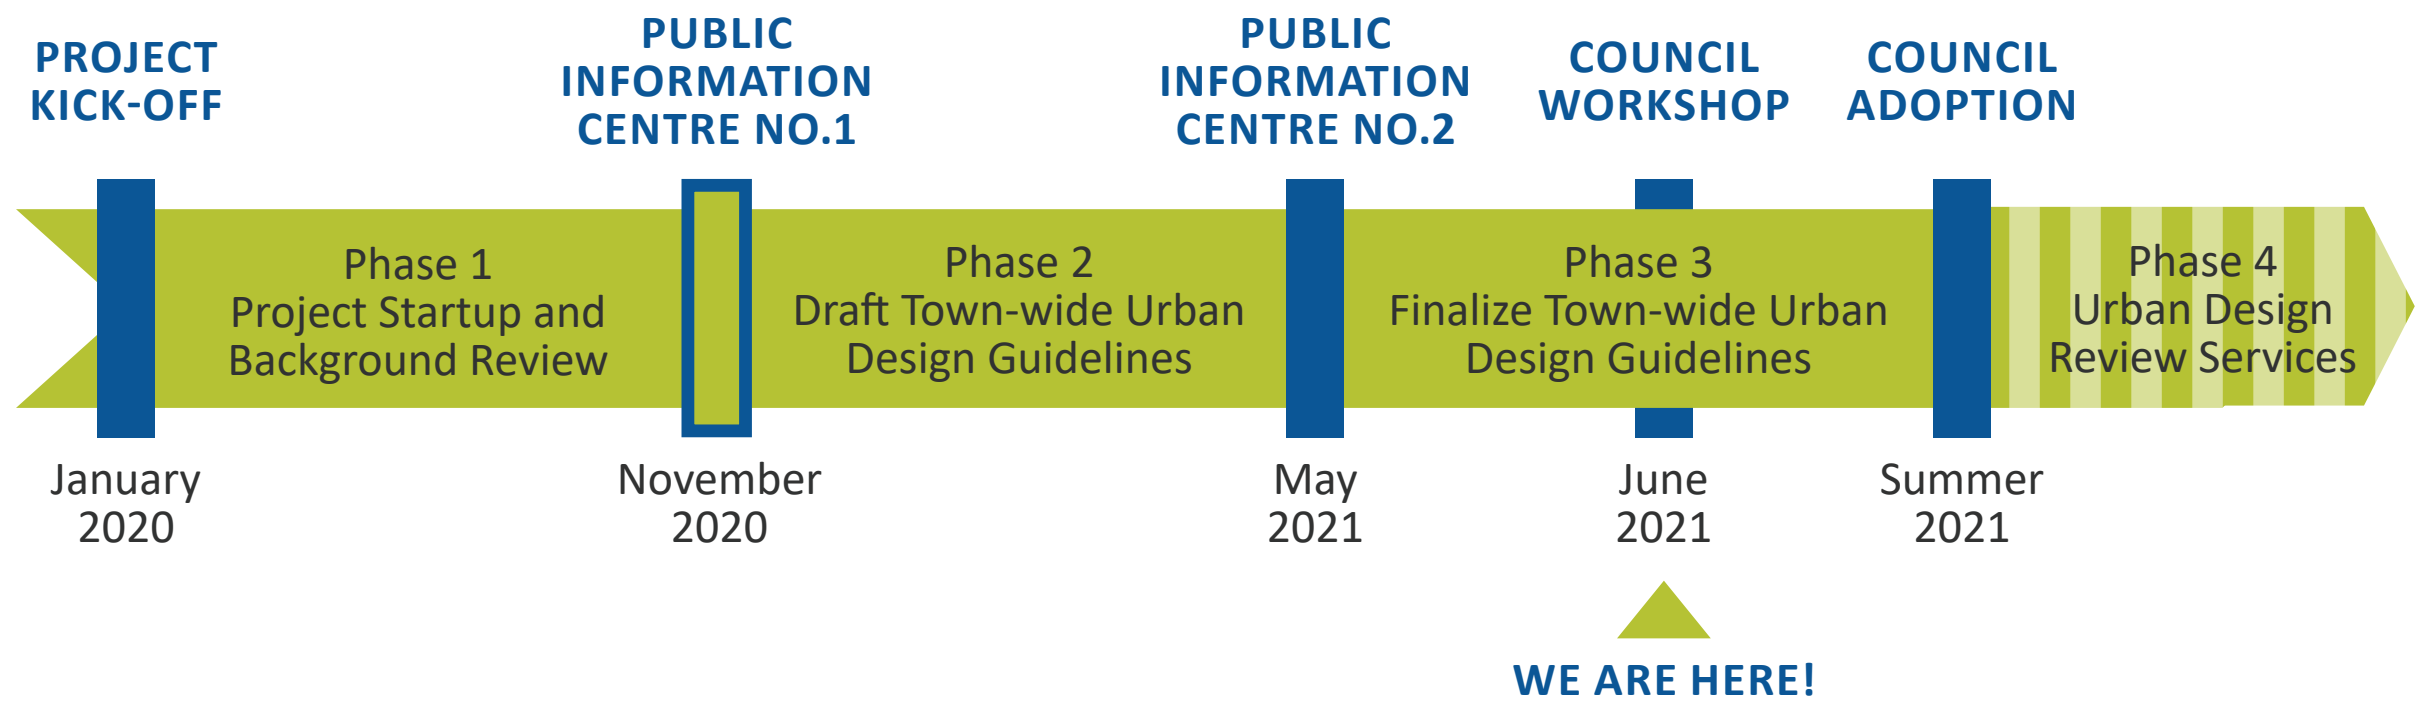 PROJECT
KICK-OFF
PUBLIC
INFORMATION
CENTRE NO.1
PUBLIC
INFORMATION
CENTRE NO.2
COUNCIL
WORKSHOP
COUNCIL
ADOPTION
Phase 1
Project Startup and
Background Review
Phase 2
Draft Town-wide Urban
Design Guidelines
Phase 3
Finalize Town-wide Urban
Design Guidelines
Phase 4
Urban Design
Review Services
January
2020
November
2020
May
2021
June
2021
Summer
2021
WE ARE HERE!